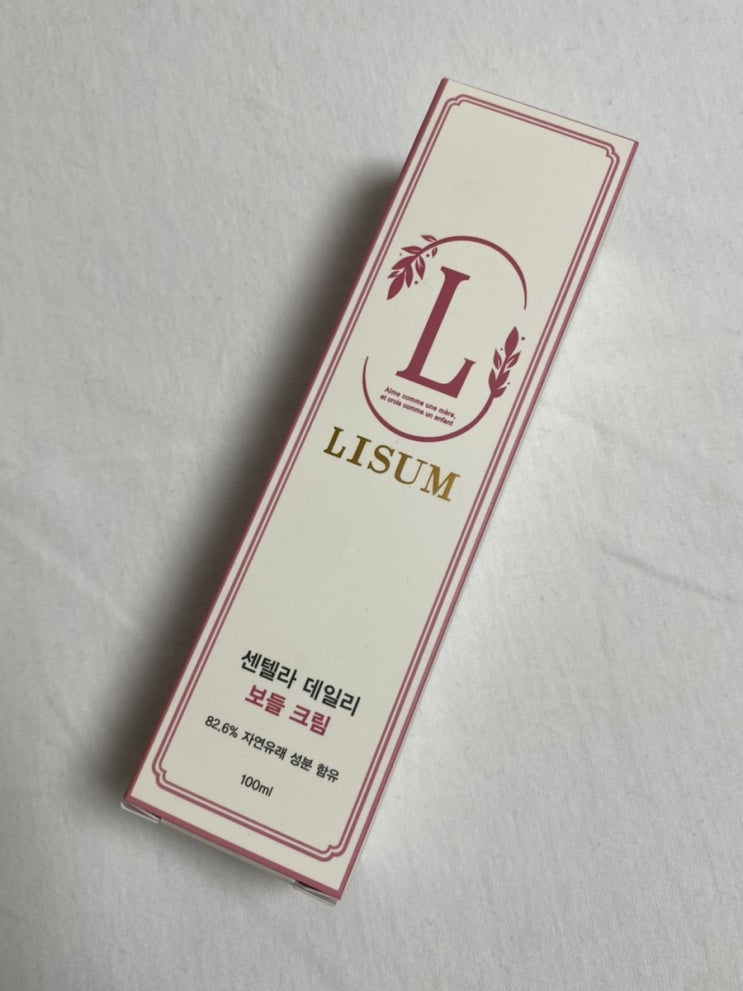 L
Aime comme une mère,
et crois comme un enfant
LISUM
센텔라 데일리
보들 크림
82.6% 자연유래 성분 함유
100ml